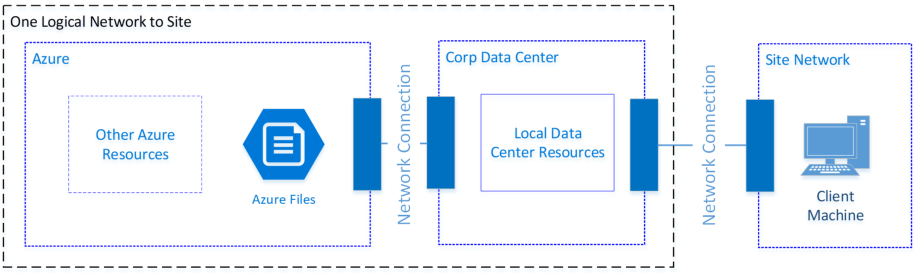 One Logical Network to Site
Azure
Other Azure
Resources
Azure Files
Network Connection
Corp Data Center
Local Data
Center Resources
Network Connection
Site Network
Client
Machine